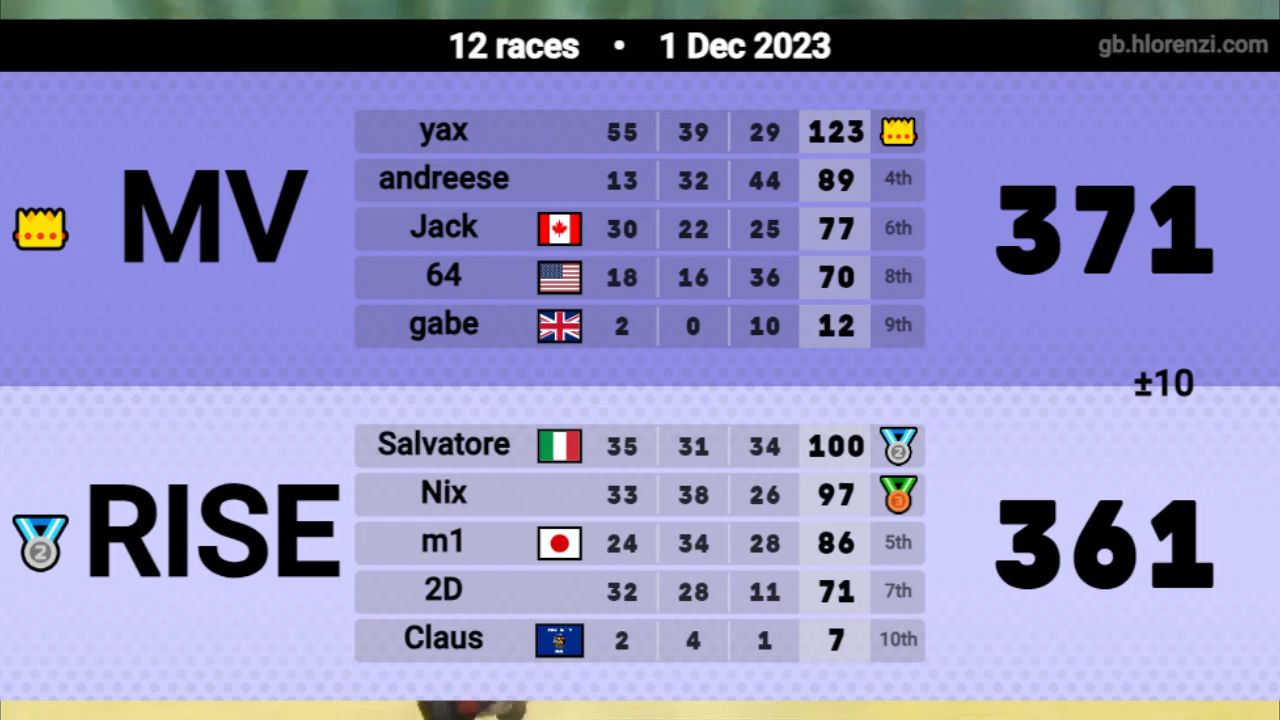 12 races • 1 Dec 2023 gb.hlorenzi.com
MV
yax 55 39 29 123
andreese 13 32 44 89 4th
Jack 30 22 25 77 6th
64 18 16 36 70 8th
gabe 2 0 10 12 9th
371
±10
RISE
Salvatore 35 31 34 100 2
Nix 33 38 26 97 3
m1 24 34 28 86 5th
2D 32 28 11 71 7th
Claus 2 4 1 7 10th
2
361